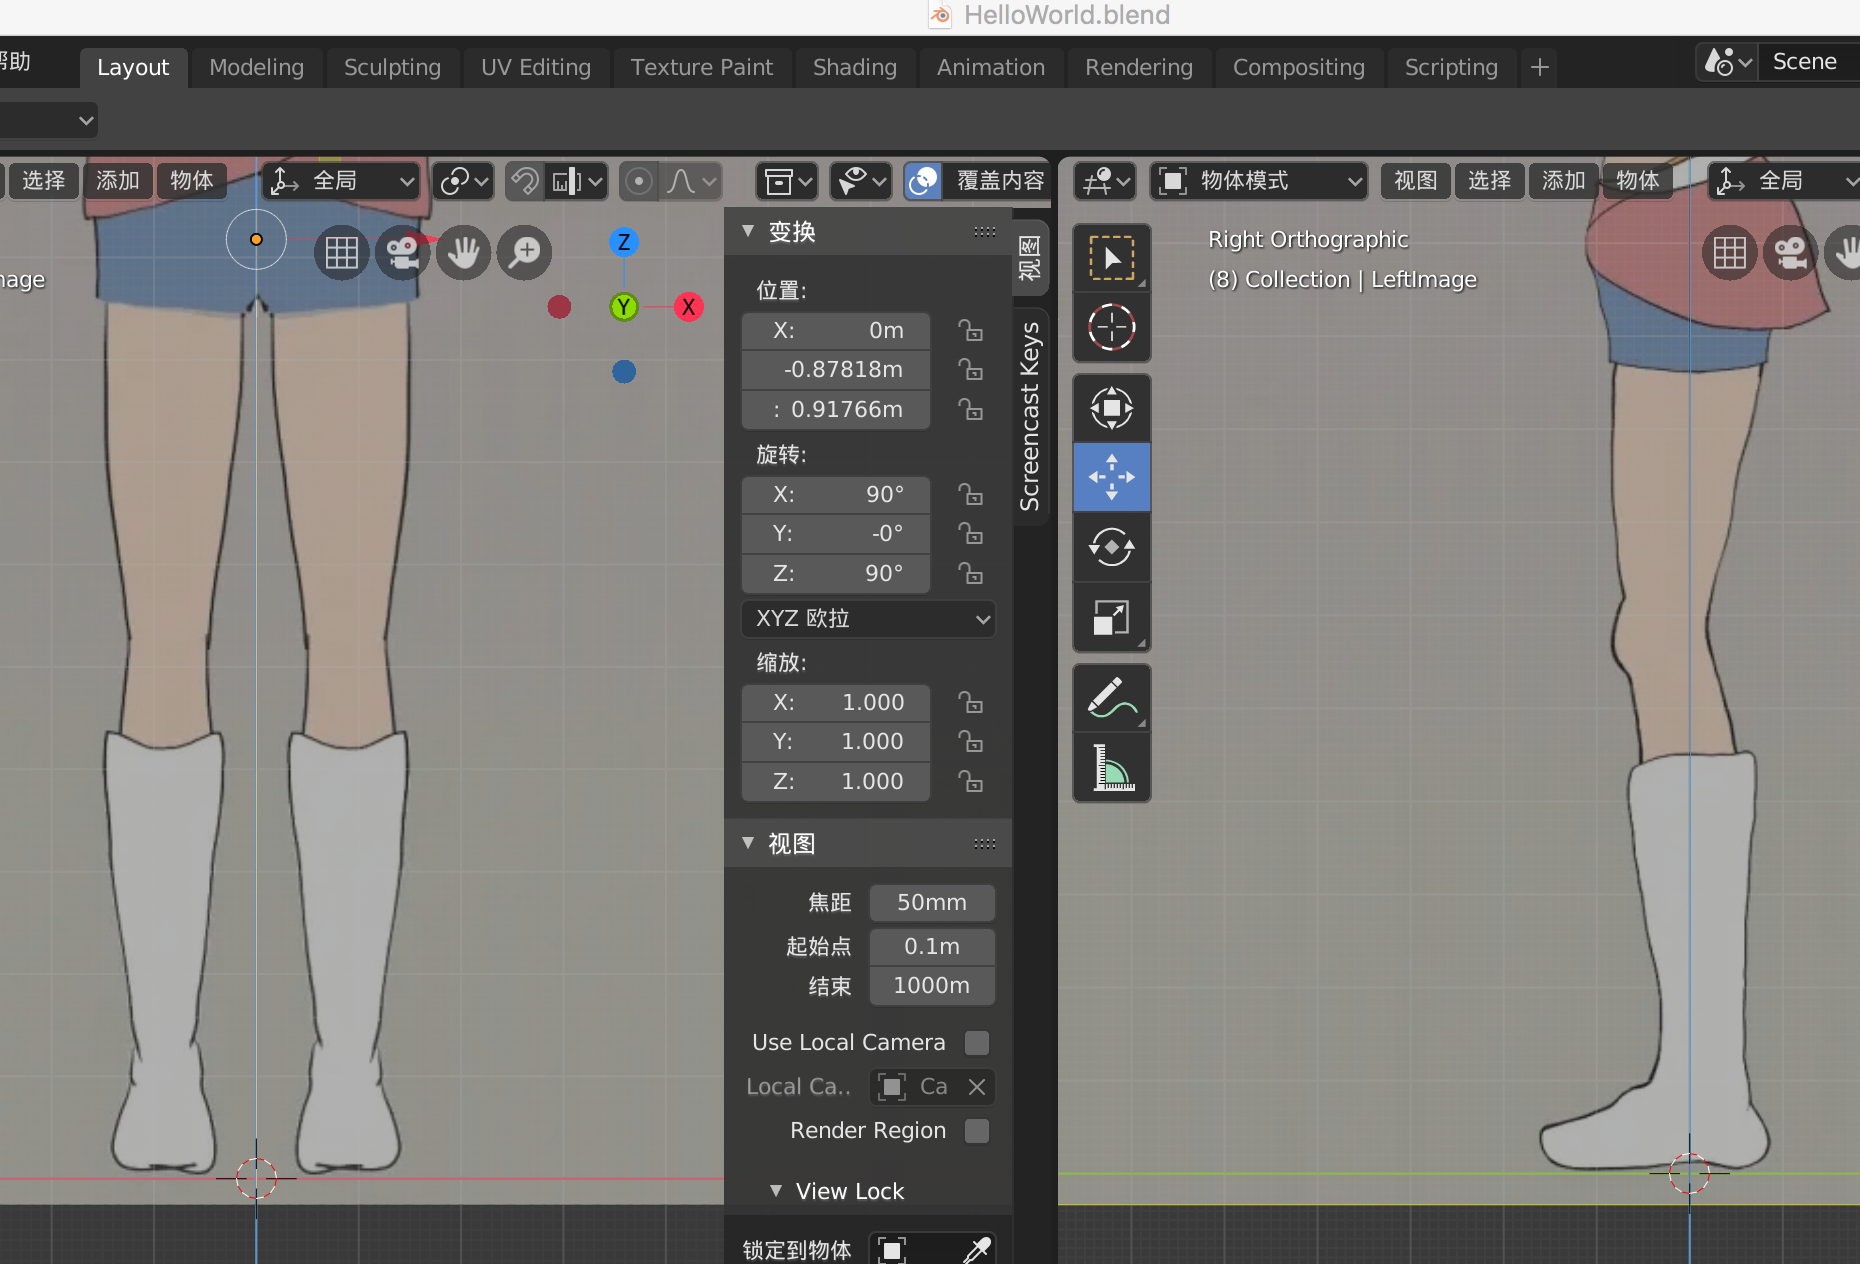 HelloWorld.blend
帮助
Layout
Modeling
Sculpting
UV Editing
Texture Paint
Shading
Animation
Rendering
Compositing
Scripting
+
Scene
选择
添加
物体
全局
覆盖内容
物体模式
视图
选择
添加
物体
全局
mage
Z
Y
X
变换
位置:
X: 0m
-0.87818m
: 0.91766m
旋转:
X: 90°
Y: -0°
Z: 90°
XYZ 欧拉
缩放:
X: 1.000
Y: 1.000
Z: 1.000
视图
焦距 50mm
起始点 0.1m
结束 1000m
Use Local Camera
Local Ca.. Ca
Render Region
View Lock
锁定到物体
视图
Screencast Keys
Right Orthographic
(8) Collection | LeftImage